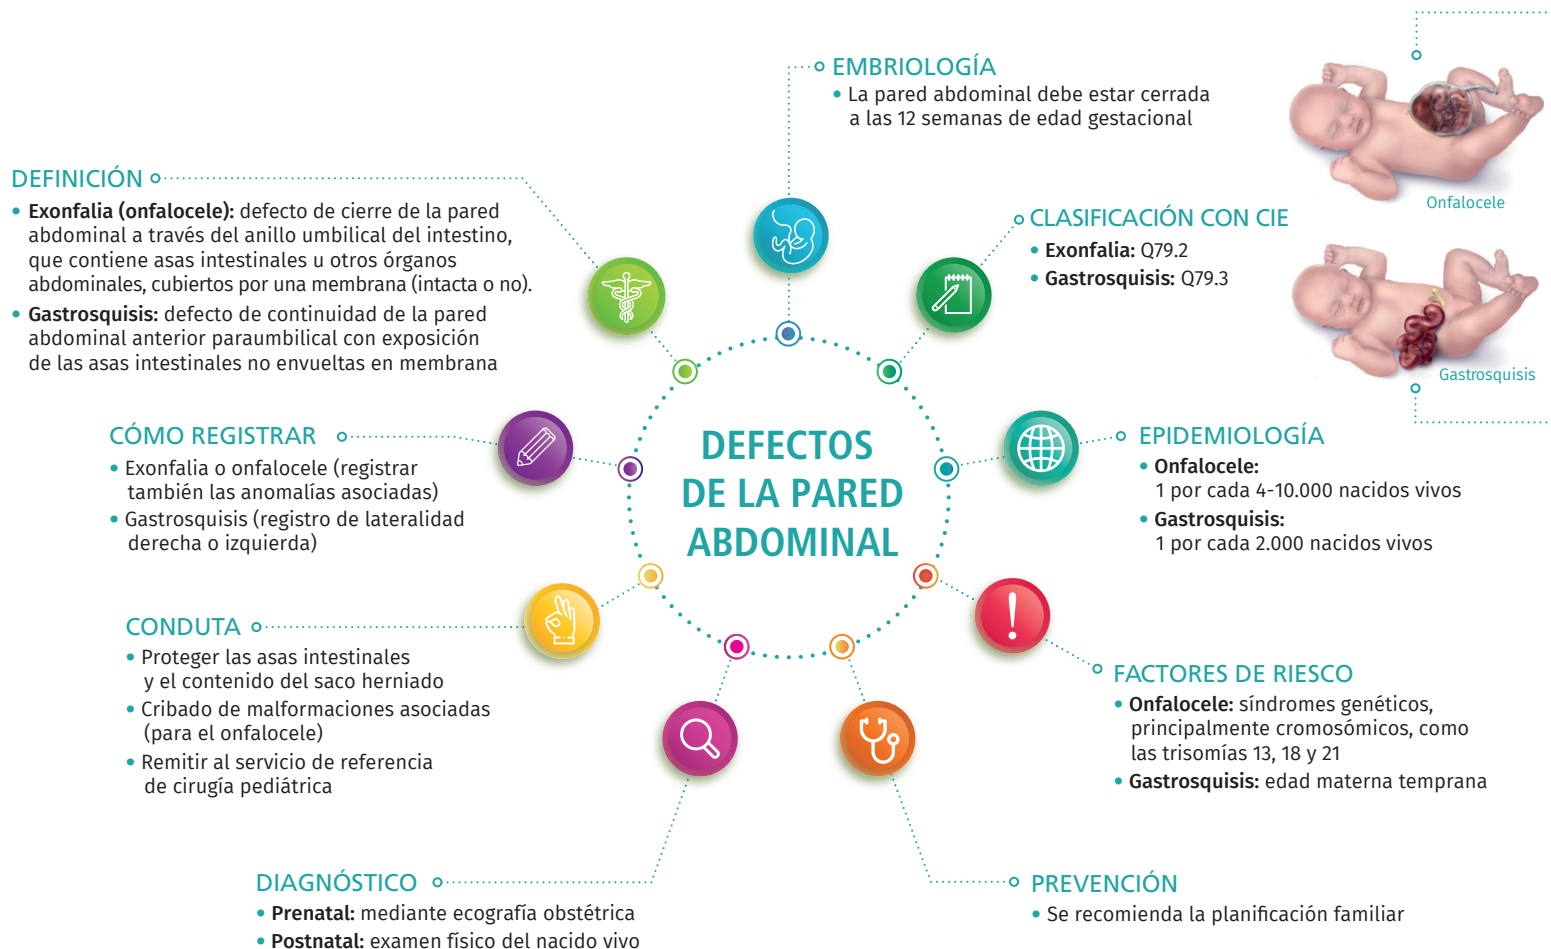 EMBRIOLOGÍA
• La pared abdominal debe estar cerrada
a las 12 semanas de edad gestacional
Onfalocele
Gastrosquisis
DEFINICIÓN
• Exonfalia (onfalocele): defecto de cierre de la pared
abdominal a través del anillo umbilical del intestino,
que contiene asas intestinales u otros órganos
abdominales, cubiertos por una membrana (intacta o no).
• Gastrosquisis: defecto de continuidad de la pared
abdominal anterior paraumbilical con exposición
de las asas intestinales no envueltas en membrana
CLASIFICACIÓN CON CIE
• Exonfalia: Q79.2
• Gastrosquisis: Q79.3
CÓMO REGISTRAR
• Exonfalia o onfalocele (registrar
también las anomalías asociadas)
• Gastrosquisis (registro de lateralidad
derecha o izquierda)
DEFECTOS
DE LA PARED
ABDOMINAL
EPIDEMIOLOGÍA
• Onfalocele:
1 por cada 4-10.000 nacidos vivos
• Gastrosquisis:
1 por cada 2.000 nacidos vivos
CONDUTA
• Proteger las asas intestinales
y el contenido del saco herniado
• Cribado de malformaciones asociadas
(para el onfalocele)
• Remitir al servicio de referencia
de cirugía pediátrica
FACTORES DE RIESCO
• Onfalocele: síndromes genéticos,
principalmente cromosómicos, como
las trisomías 13, 18 y 21
• Gastrosquisis: edad materna temprana
DIAGNÓSTICO
• Prenatal: mediante ecografía obstétrica
• Postnatal: examen físico del nacido vivo
PREVENCIÓN
• Se recomienda la planificación familiar